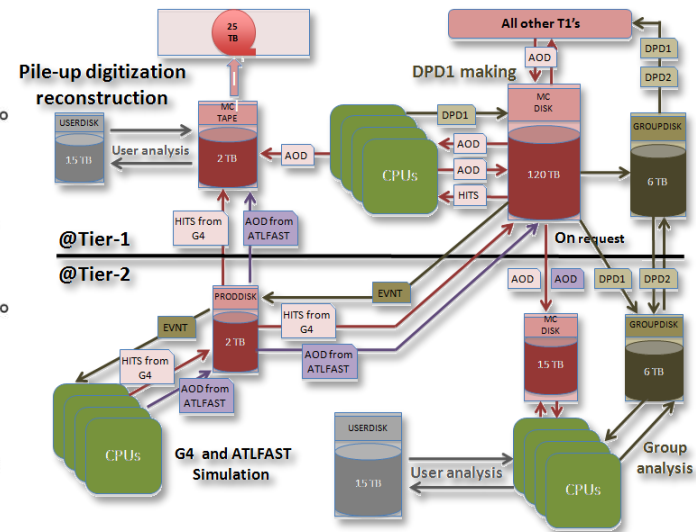 25
TB
All other T1's
DPD1
DPD2
AOD
DPD1 making
Pile-up digitization
reconstruction
MC
TAPE
MC
DISK
USERDISK
User analysis
15 TB
2 TB
AOD
CPUs
DPD1
AOD
AOD
HITS
120 TB
GROUPDISK
6 TB
HITS from
G4
AOD from
ATLFAST
@Tier-1
On request
@Tier-2
PRODDISK
2 TB
EVNT
EVNT
HITS from
G4
AOD from
ATLFAST
HITS from
G4
AOD from
ATLFAST
AOD
AOD
DPD1
DPD2
MC
DISK
15 TB
GROUPDISK
6 TB
CPUs
G4 and ATLFAST
Simulation
USERDISK
15 TB
User analysis
CPUs
Group
analysis